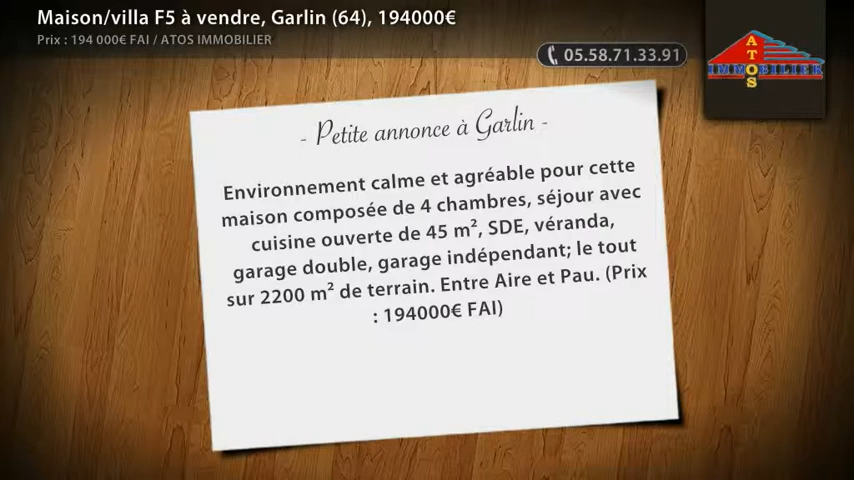 Maison/villa F5 à vendre, Garlin (64), 194000€
Prix : 194 000€ FAI / ATOS IMMOBILIER
05.58.71.33.91
ATOS
IMMOBILIER
- Petite annonce à Garlin -
Environnement calme et agréable pour cette
maison composée de 4 chambres, séjour avec
cuisine ouverte de 45 m², SDE, véranda,
garage double, garage indépendant; le tout
sur 2200 m² de terrain. Entre Aire et Pau. (Prix
: 194000€ FAI)